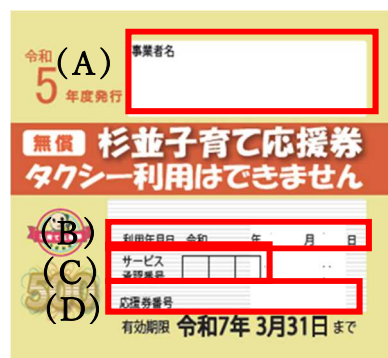 令和
5 年度発行
(A)
事業者名
無償 杉並子育て応援券
タクシー利用はできません
(B)
利用年月日 令和 年 月 日
(C)
サービス
承認番号
500
(D)
応援券番号
有効期限 令和7年 3月31日 まで